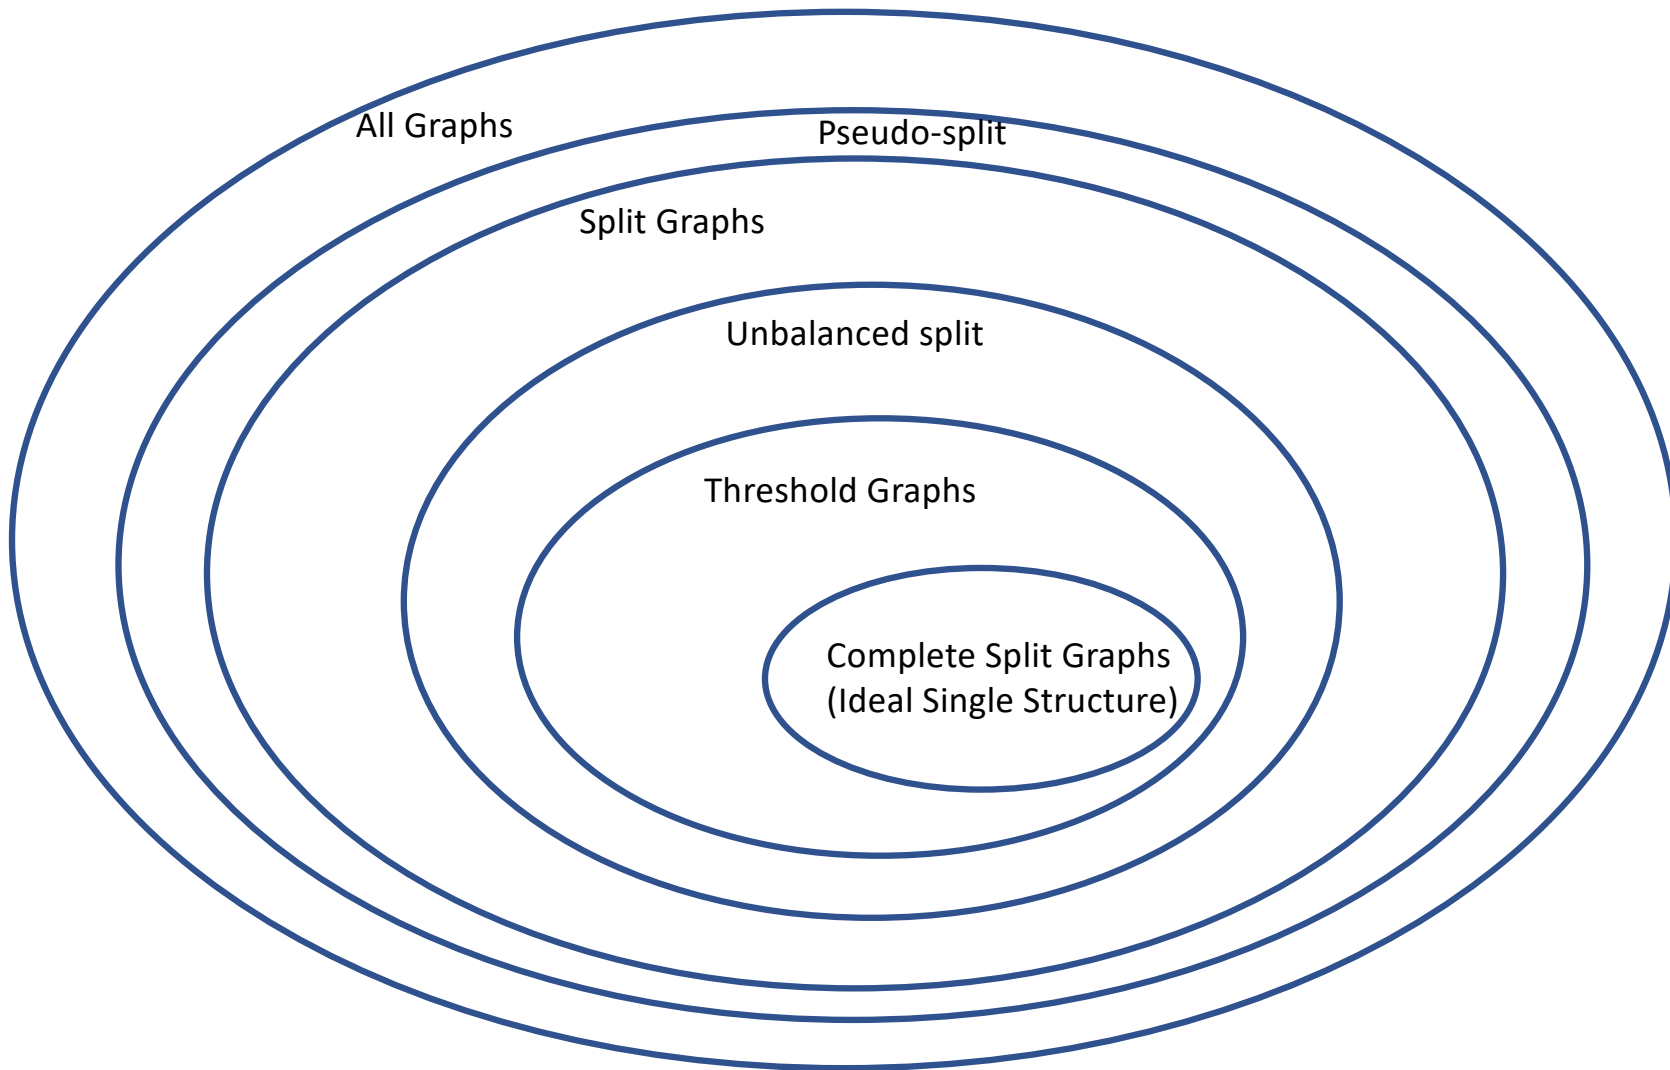 All Graphs
Pseudo-split
Split Graphs
Unbalanced split
Threshold Graphs
Complete Split Graphs
(Ideal Single Structure)